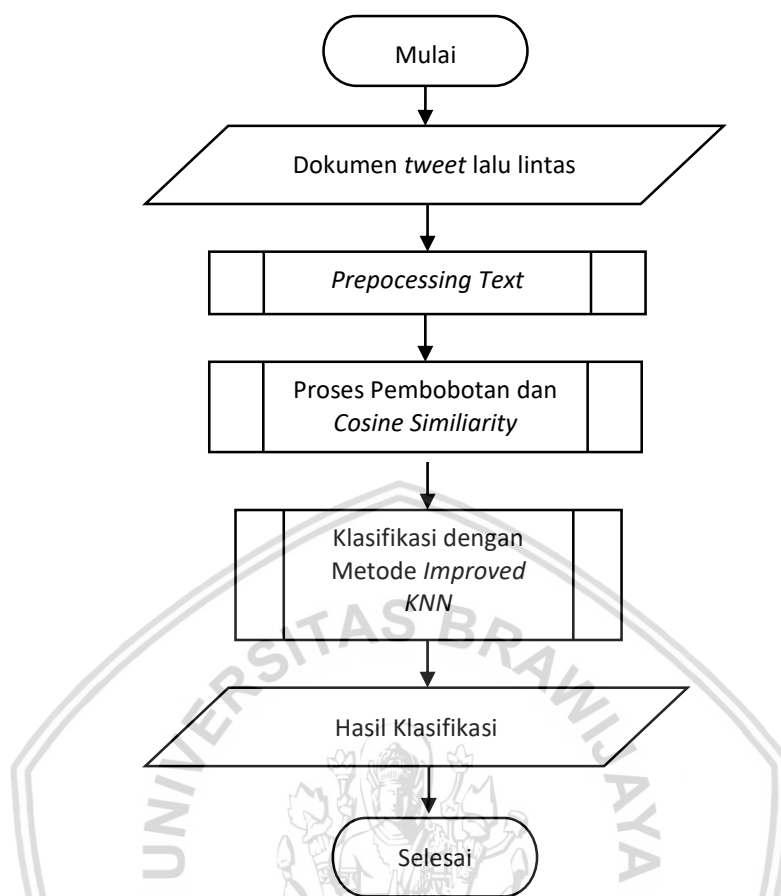 Mulai
Dokumen tweet lalu lintas
Prepocessing Text
Proses Pembobotan dan
Cosine Similiarity
Klasifikasi dengan
Metode Improved
KNN
UNIVERSITAS BRAWIJAYA
Hasil Klasifikasi
Selesai